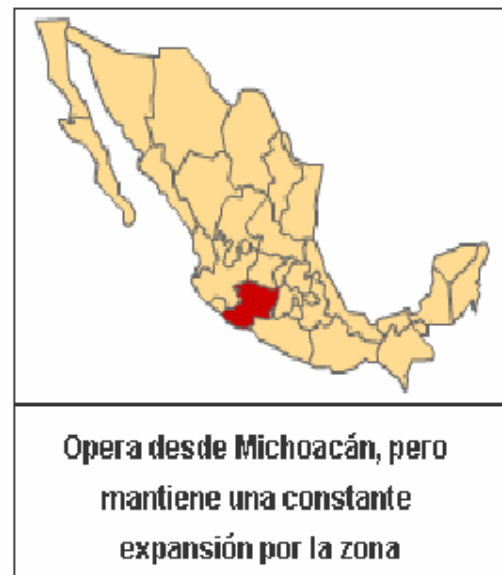 Opera desde Michoacán, pero
mantiene una constante
expansión por la zona